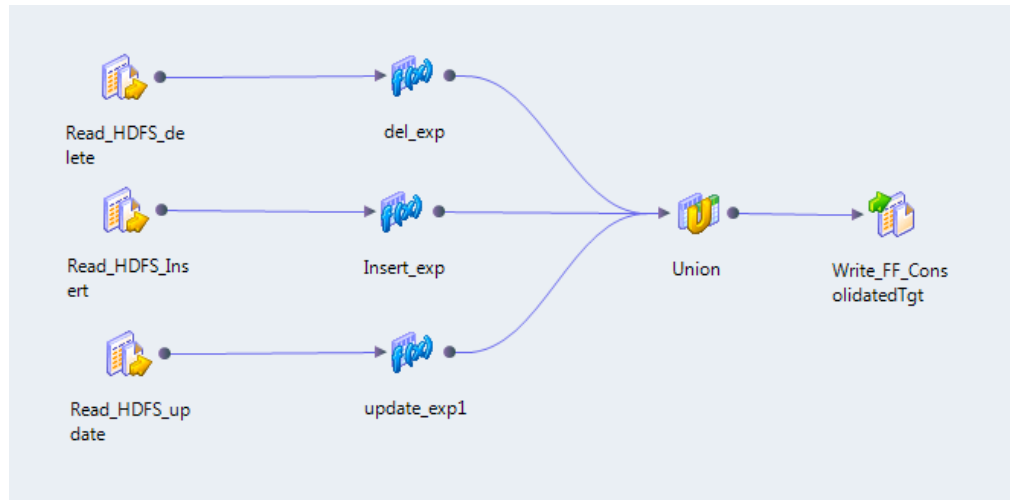 Read_HDFS_de
lete
del_exp
Read_HDFS_Ins
ert
Insert_exp
Union
Write_FF_Cons
olidatedTgt
Read_HDFS_up
date
update_exp1